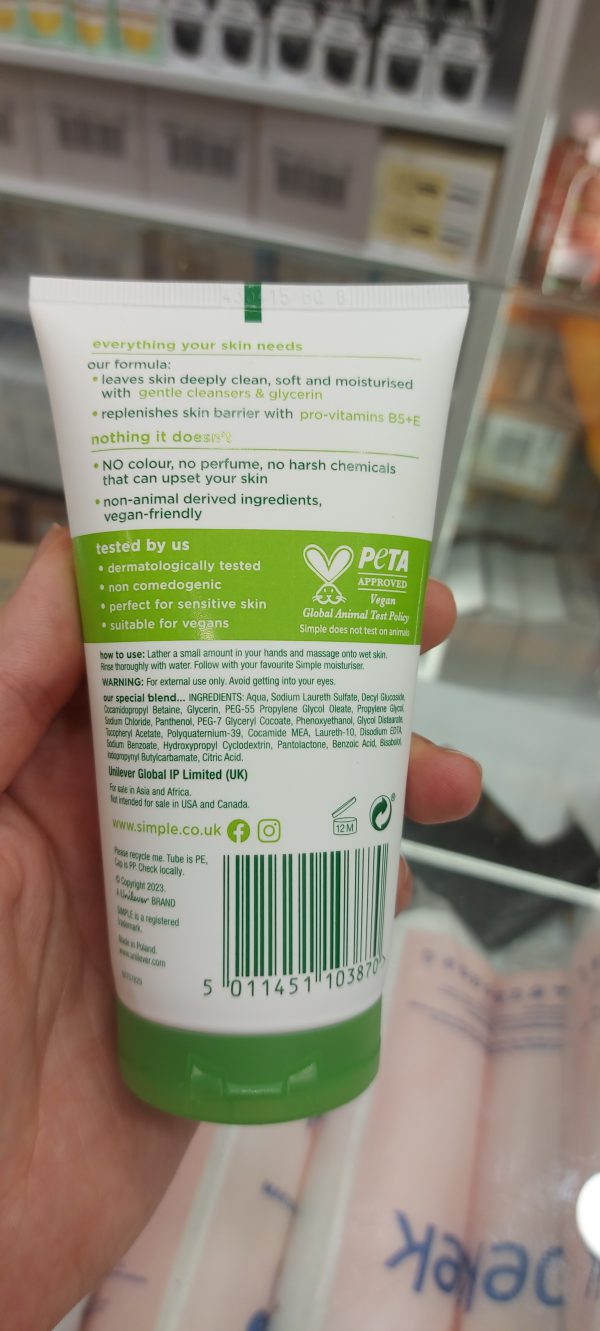 everything your skin needs
our formula:
• leaves skin deeply clean, soft and moisturised
with gentle cleansers & glycerin
• replenishes skin barrier with pro-vitamins B5+E
nothing it doesn't
• NO colour, no perfume, no harsh chemicals
that can upset your skin
• non-animal derived ingredients,
vegan-friendly
tested by us
• dermatologically tested
• non comedogenic
• perfect for sensitive skin
• suitable for vegans
PeTA
APPROVED
Vegan
Global Animal Test Policy
Simple does not test on animals
how to use: Lather a small amount in your hands and massage onto wet skin.
Rinse thoroughly with water. Follow with your favourite Simple moisturiser.
WARNING: For external use only. Avoid getting into your eyes.
our special blend... INGREDIENTS: Aqua, Sodium Laureth Sulfate, Decyl Glucoside,
Cocamidopropyl Betaine, Glycerin, PEG-55 Propylene Glycol Oleate, Propylene Glycol,
Sodium Chloride, Panthenol, PEG-7 Glyceryl Cocoate, Phenoxyethanol, Glycol Distearate,
Tocopheryl Acetate, Polyquaternium-39, Cocamide MEA, Laureth-10, Disodium EDTA,
Sodium Benzoate, Hydroxypropyl Cyclodextrin, Pantolactone, Benzoic Acid, Bisabolol,
Iodopropynyl Butylcarbamate, Citric Acid.
Unilever Global IP Limited (UK)
For sale in Asia and Africa.
Not intended for sale in USA and Canada.
www.simple.co.uk
12 M
®
Please recycle me. Tube is PE,
Cap is PP. Check locally.
© Copyright 2023.
A Unilever BRAND
SIMPLE is a registered
trademark.
Made in Poland.
www.unilever.com
5 011451 103870